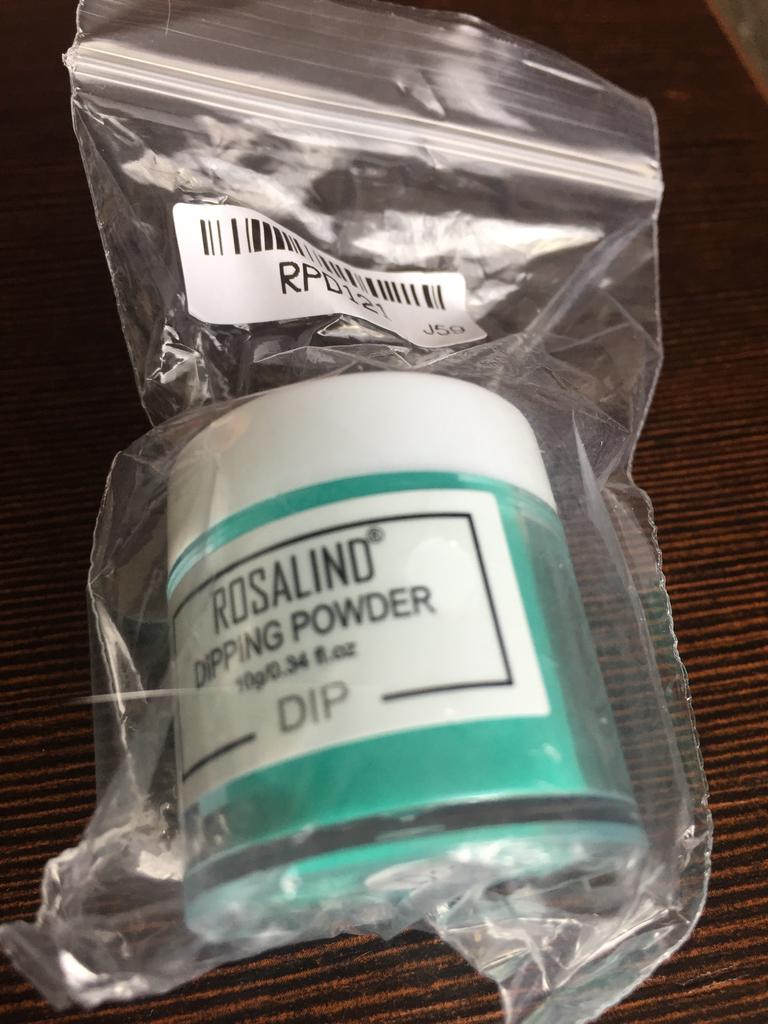 RPD121
J59
ROSALIND®
DIPPING POWDER
10g/0.34 fl.oz
DIP